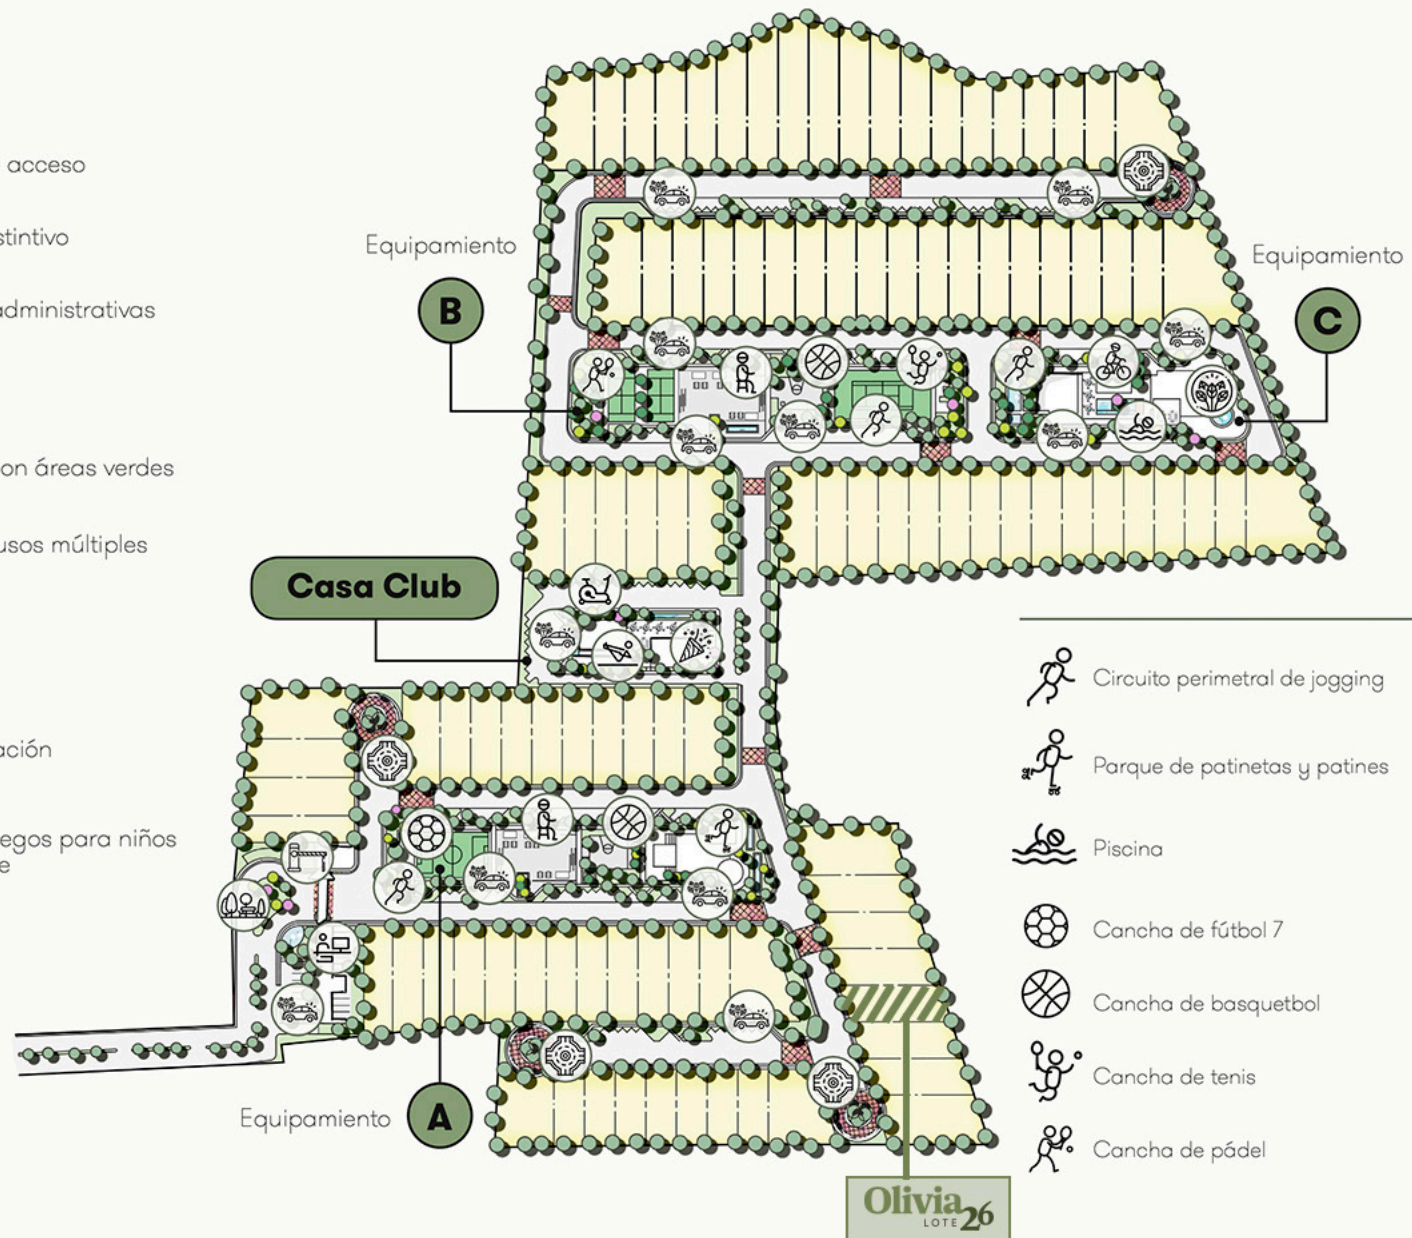 acceso
stintivo
administrativas
on áreas verdes
usos múltiples
ación
egos para niños
e
Equipamiento
B
Equipamiento
C
Casa Club
Equipamiento
A
Circuito perimetral de jogging
Parque de patinetas y patines
Piscina
Cancha de fútbol 7
Cancha de basquetbol
Cancha de tenis
Cancha de pádel
Olivia
LOTE 26